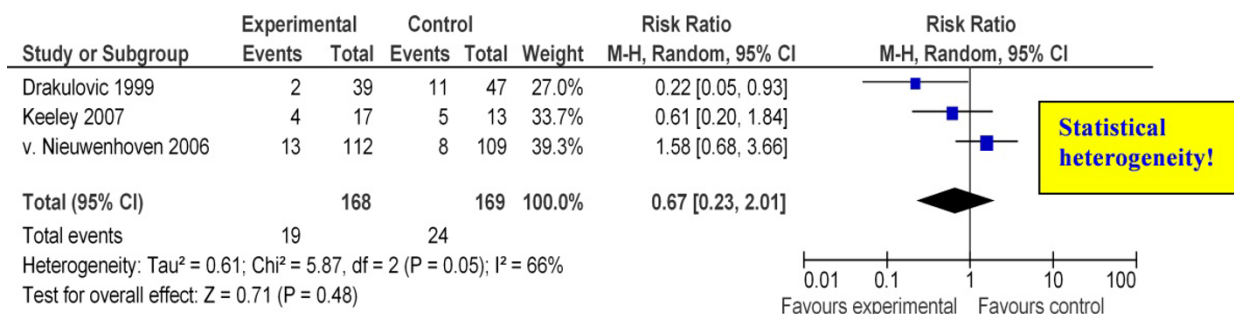 Experimental Control Risk Ratio Risk Ratio
Study or Subgroup Events Total Events Total Weight M-H, Random, 95% CI M-H, Random, 95% CI
Drakulovic 1999 2 39 11 47 27.0% 0.22 [0.05, 0.93]
Keeley 2007 4 17 5 13 33.7% 0.61 [0.20, 1.84]
v. Nieuwenhoven 2006 13 112 8 109 39.3% 1.58 [0.68, 3.66]
Statistical
heterogeneity!
Total (95% CI) 168 169 100.0% 0.67 [0.23, 2.01]
Total events 19 24
Heterogeneity: Tau² = 0.61; Chi² = 5.87, df = 2 (P = 0.05); I² = 66%
Test for overall effect: Z = 0.71 (P = 0.48)
0.01 0.1 1 10 100
Favours experimental Favours control